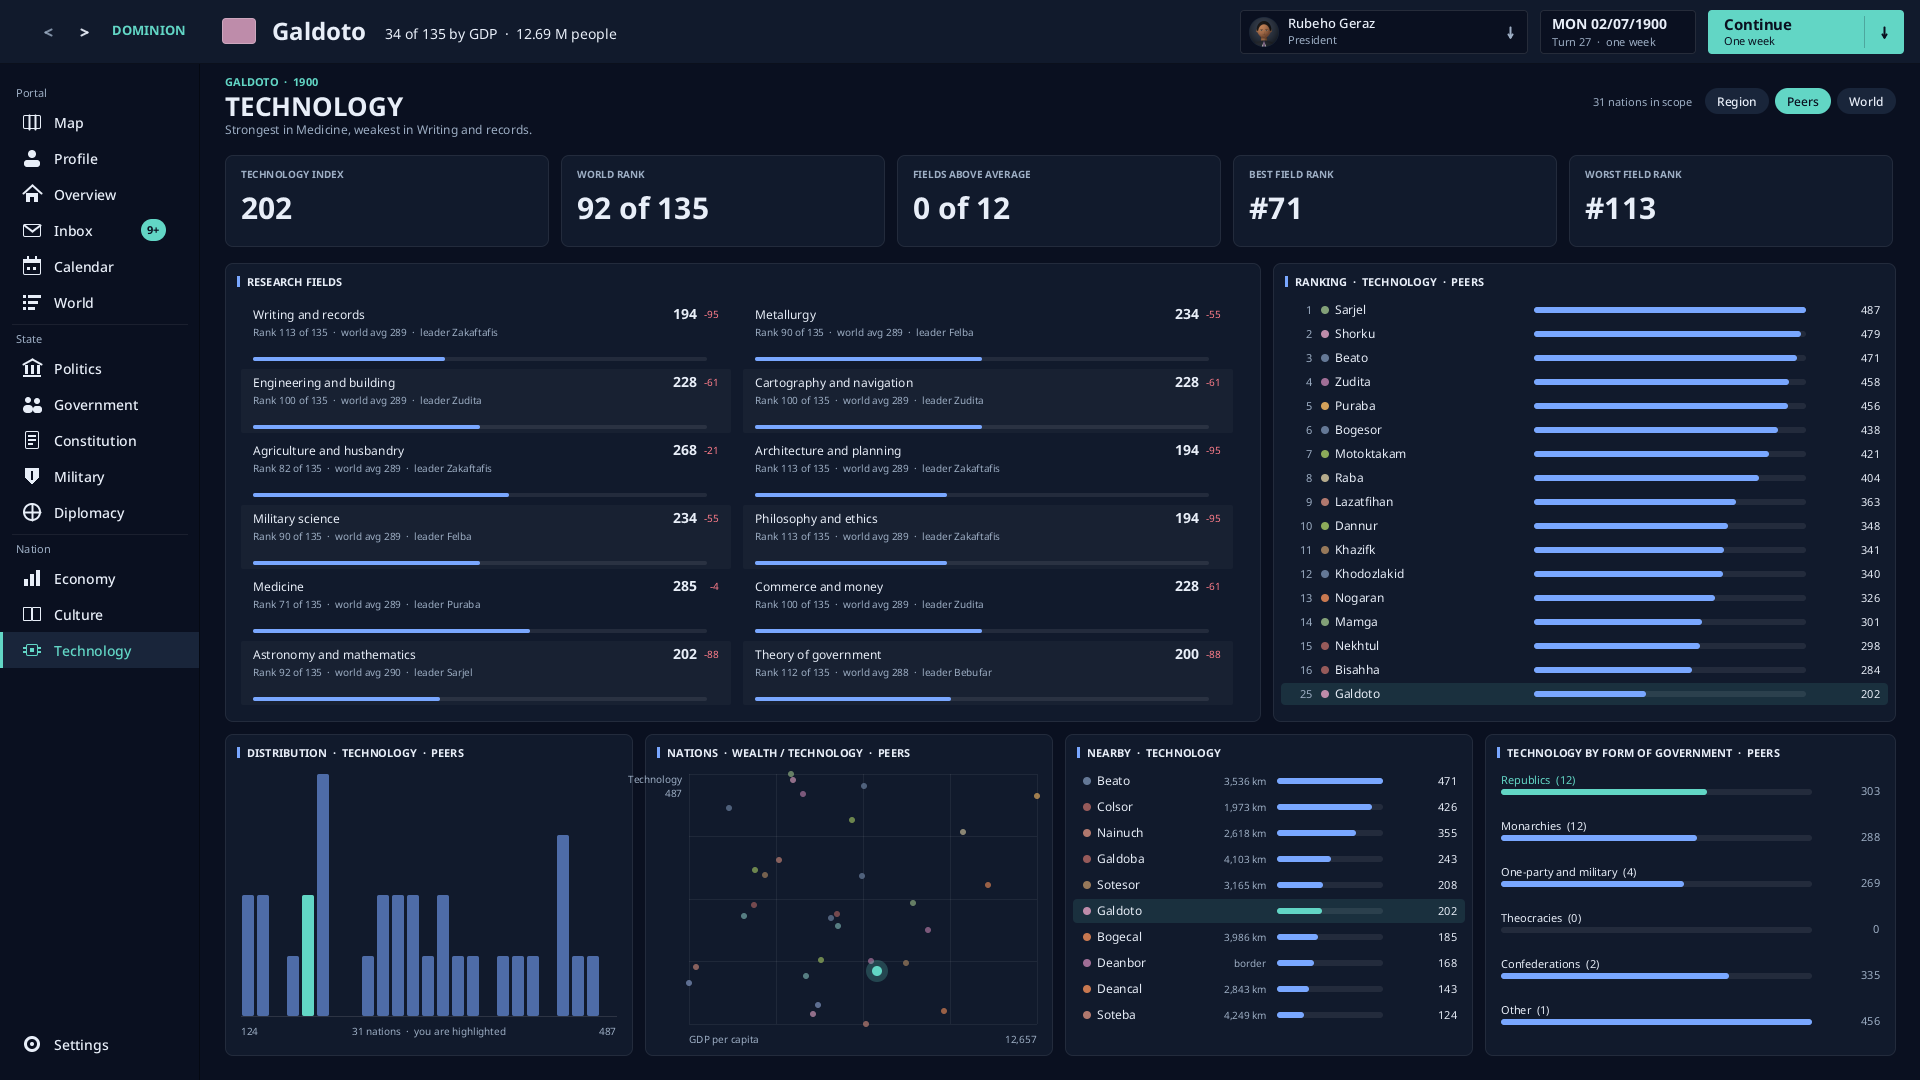 < > DOMINION
Galdoto 34 of 135 by GDP · 12.69 M people
Rubeho Geraz
President
↓
MON 02/07/1900
Turn 27 · one week
Continue
One week
↓
Portal
Map
Profile
Overview
Inbox 9+
Calendar
World
State
Politics
Government
Constitution
Military
Diplomacy
Nation
Economy
Culture
Technology
Settings
GALDOTO · 1900
TECHNOLOGY
Strongest in Medicine, weakest in Writing and records.
31 nations in scope Region Peers World
TECHNOLOGY INDEX
202
WORLD RANK
92 of 135
FIELDS ABOVE AVERAGE
0 of 12
BEST FIELD RANK
#71
WORST FIELD RANK
#113
RESEARCH FIELDS
Writing and records 194 -95
Rank 113 of 135 · world avg 289 · leader Zakaftafis
Metallurgy 234 -55
Rank 90 of 135 · world avg 289 · leader Felba
Engineering and building 228 -61
Rank 100 of 135 · world avg 289 · leader Zudita
Cartography and navigation 228 -61
Rank 100 of 135 · world avg 289 · leader Zudita
Agriculture and husbandry 268 -21
Rank 82 of 135 · world avg 289 · leader Zakaftafis
Architecture and planning 194 -95
Rank 113 of 135 · world avg 289 · leader Zakaftafis
Military science 234 -55
Rank 90 of 135 · world avg 289 · leader Felba
Philosophy and ethics 194 -95
Rank 113 of 135 · world avg 289 · leader Zakaftafis
Medicine 285 -4
Rank 71 of 135 · world avg 289 · leader Puraba
Commerce and money 228 -61
Rank 100 of 135 · world avg 289 · leader Zudita
Astronomy and mathematics 202 -88
Rank 92 of 135 · world avg 290 · leader Sarjel
Theory of government 200 -88
Rank 112 of 135 · world avg 288 · leader Bebufar
RANKING · TECHNOLOGY · PEERS
1 Sarjel 487
2 Shorku 479
3 Beato 471
4 Zudita 458
5 Puraba 456
6 Bogesor 438
7 Motoktakam 421
8 Raba 404
9 Lazatfihan 363
10 Dannur 348
11 Khazifk 341
12 Khodozlakid 340
13 Nogaran 326
14 Mamga 301
15 Nekhtul 298
16 Bisahha 284
25 Galdoto 202
DISTRIBUTION · TECHNOLOGY · PEERS
124 31 nations · you are highlighted 487
NATIONS · WEALTH / TECHNOLOGY · PEERS
Technology
487
GDP per capita 12,657
NEARBY · TECHNOLOGY
Beato 3,536 km 471
Colsor 1,973 km 426
Nainuch 2,618 km 355
Galdoba 4,103 km 243
Sotesor 3,165 km 208
Galdoto 202
Bogecal 3,986 km 185
Deanbor border 168
Deancal 2,843 km 143
Soteba 4,249 km 124
TECHNOLOGY BY FORM OF GOVERNMENT · PEERS
Republics (12) 303
Monarchies (12) 288
One-party and military (4) 269
Theocracies (0) 0
Confederations (2) 335
Other (1) 456